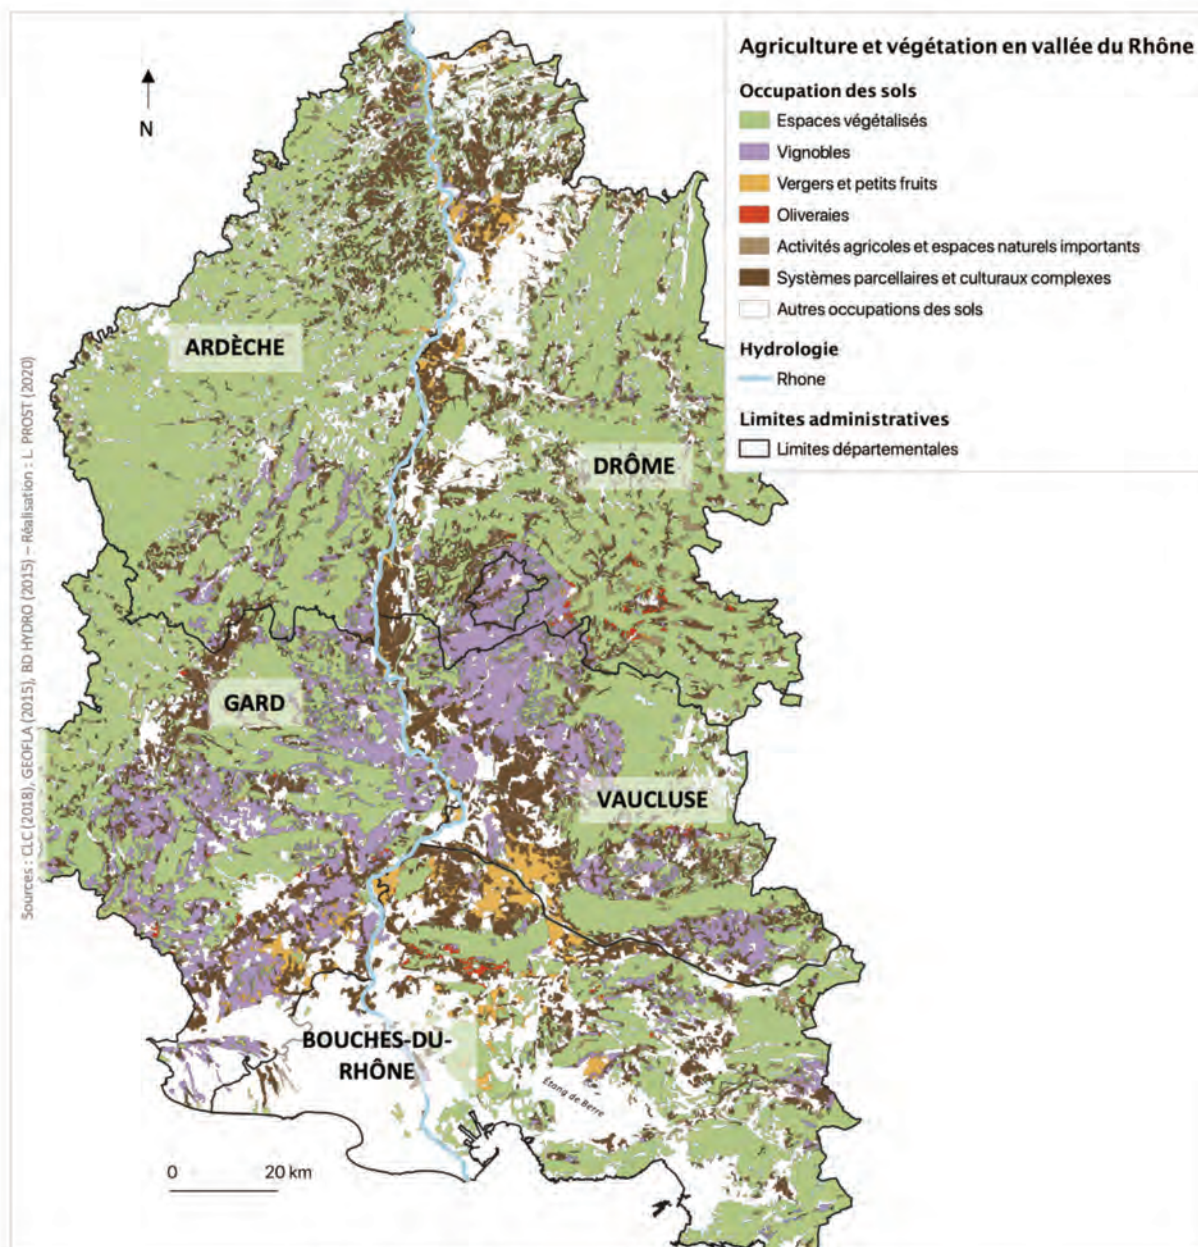 Agriculture et végétation en vallée du Rhône
Occupation des sols
Espaces végétalisés
Vignobles
Vergers et petits fruits
Oliveraies
Activités agricoles et espaces naturels importants
Systèmes parcellaires et culturaux complexes
Autres occupations des sols
Hydrologie
Rhone
Limites administratives
Limites départementales
N
ARDÈCHE
DRÔME
GARD
VAUCLUSE
BOUCHES-DU-
RHÔNE
Étang de Berre
0 20 km
Sources : CLC (2018), GEOFLA (2015), BD HYDRO (2015) – Réalisation : L. PROST (2020)